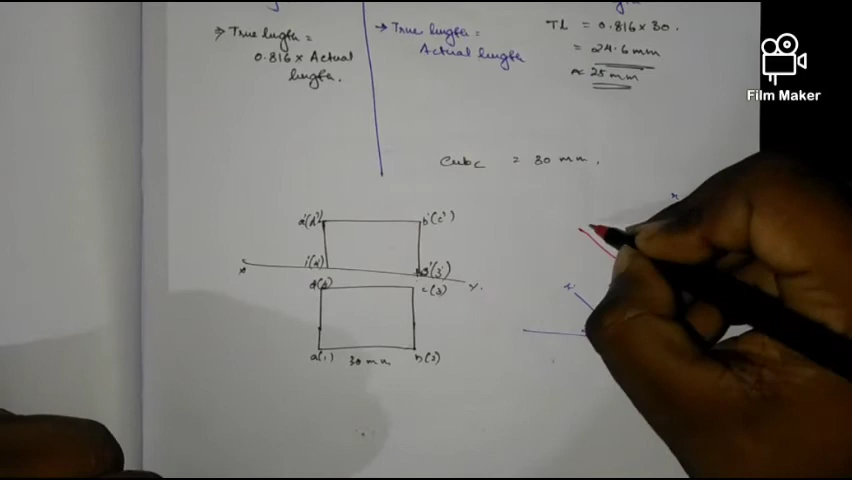 ⇒ True length =
0.816 × Actual
length.
⇒ True length =
Actual length
TL = 0.816 × 30.
= 24.6 mm
≈ 25 mm
Film Maker
Cube = 30 mm.
a'(d') b'(c')
1'(4') 2'(3')
x y.
d(4) c(3)
a(1) 30 mm b(2)